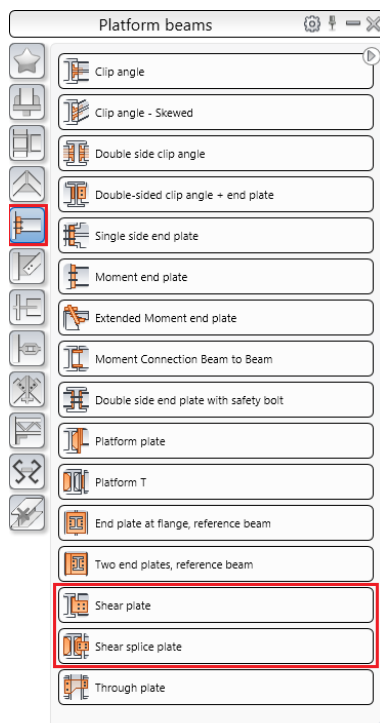 Platform beams
Clip angle
Clip angle - Skewed
Double side clip angle
Double-sided clip angle + end plate
Single side end plate
Moment end plate
Extended Moment end plate
Moment Connection Beam to Beam
Double side end plate with safety bolt
Platform plate
Platform T
End plate at flange, reference beam
Two end plates, reference beam
Shear plate
Shear splice plate
Through plate